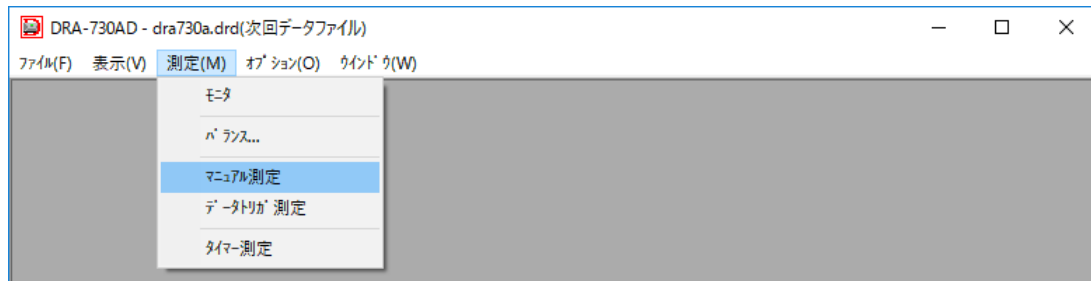 DRA-730AD - dra730a.drd(次回データファイル)
ﾌｧｲﾙ(F) 表示(V) 測定(M) ｵﾌﾟｼｮﾝ(O) ｳｲﾝﾄﾞｳ(W)
ﾓﾆﾀ
ﾊﾞﾗﾝｽ...
ﾏﾆｭｱﾙ測定
ﾃﾞｰﾀﾄﾘｶﾞ測定
ﾀｲﾏｰ測定